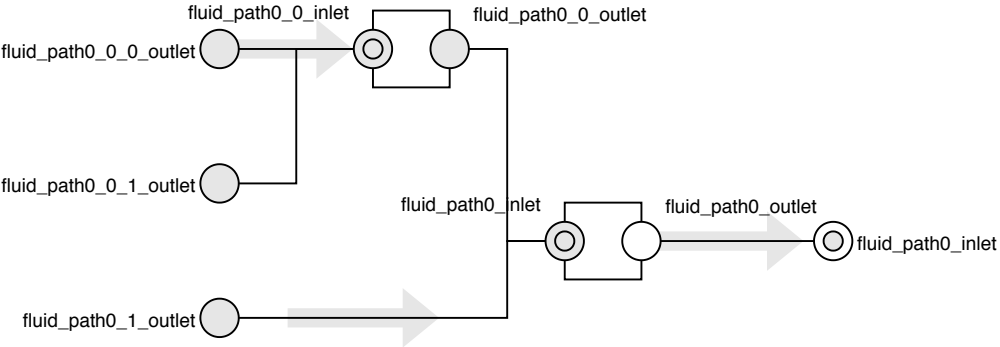 fluid_path0_0_inlet
fluid_path0_0_outlet
fluid_path0_0_0_outlet
fluid_path0_0_1_outlet
fluid_path0_inlet
fluid_path0_outlet
fluid_path0_inlet
fluid_path0_1_outlet